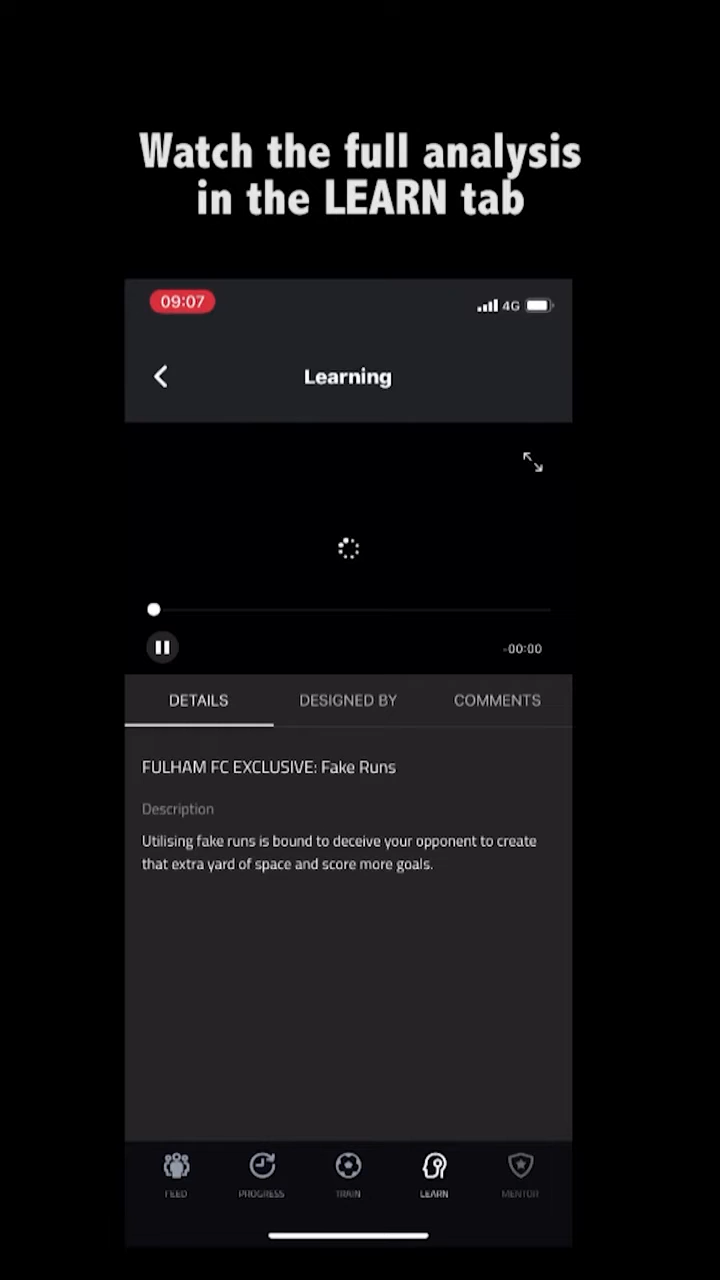 Watch the full analysis
in the LEARN tab
09:07
4G
Learning
-00:00
DETAILS
DESIGNED BY
COMMENTS
FULHAM FC EXCLUSIVE: Fake Runs
Description
Utilising fake runs is bound to deceive your opponent to create
that extra yard of space and score more goals.
FEED
PROGRESS
TRAIN
LEARN
MENTOR